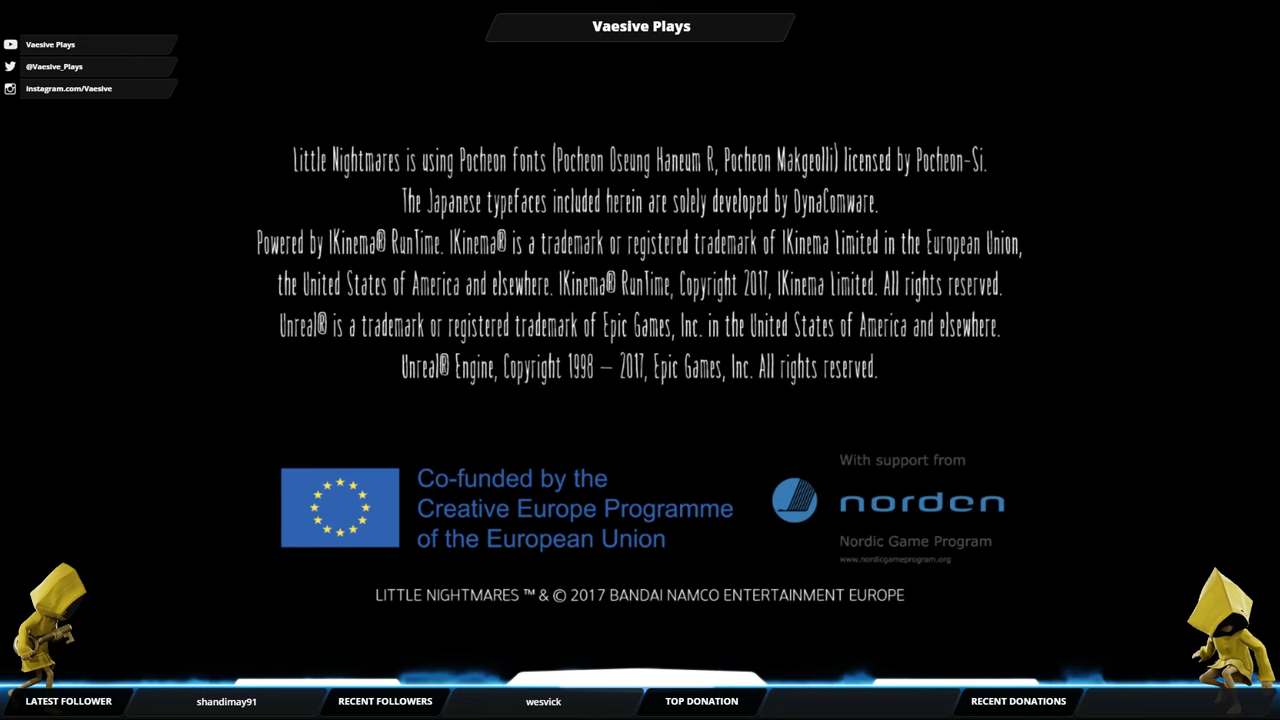 Vaesive Plays
Vaesive Plays
@Vaesive_Plays
instagram.com/Vaesive
Little Nightmares is using Pocheon fonts (Pocheon Oseung Haneum R, Pocheon Makgeolli) licensed by Pocheon-Si.
The Japanese typefaces included herein are solely developed by DynaComware.
Powered by IKinema® RunTime. IKinema® is a trademark or registered trademark of IKinema Limited in the European Union,
the United States of America and elsewhere. IKinema® RunTime, Copyright 2017, IKinema Limited. All rights reserved.
Unreal® is a trademark or registered trademark of Epic Games, Inc. in the United States of America and elsewhere.
Unreal® Engine, Copyright 1998 – 2017, Epic Games, Inc. All rights reserved.
Co-funded by the
Creative Europe Programme
of the European Union
With support from
norden
Nordic Game Program
www.nordicgameprogram.org
LITTLE NIGHTMARES ™ & © 2017 BANDAI NAMCO ENTERTAINMENT EUROPE
LATEST FOLLOWER shandimay91 RECENT FOLLOWERS wesvick TOP DONATION RECENT DONATIONS